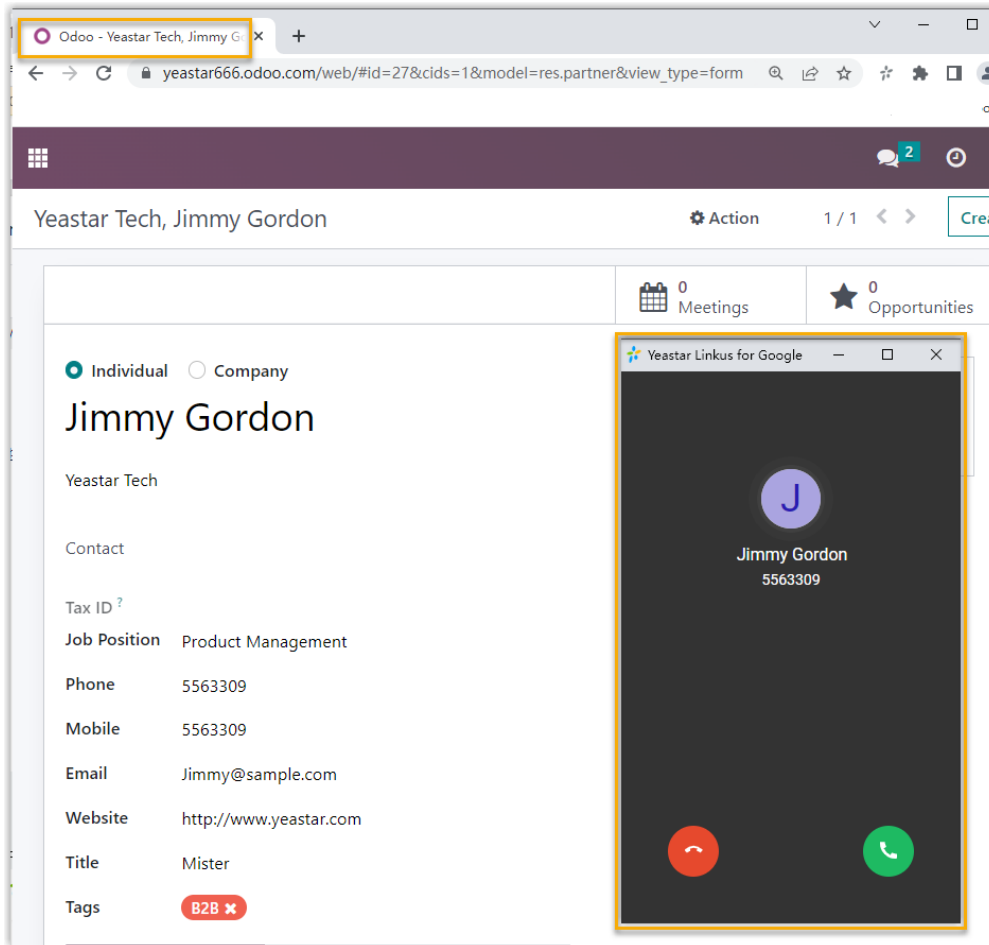 Odoo - Yeastar Tech, Jimmy G
yeastar666.odoo.com/web/#id=27&cids=1&model=res.partner&view_type=form
2
Yeastar Tech, Jimmy Gordon
Action
1 / 1
0
Meetings
0
Opportunities
Yeastar Linkus for Google
Individual
Company
Jimmy Gordon
Yeastar Tech
J
Jimmy Gordon
5563309
Contact
Tax ID ?
Job Position Product Management
Phone 5563309
Mobile 5563309
Email Jimmy@sample.com
Website http://www.yeastar.com
Title Mister
Tags B2B